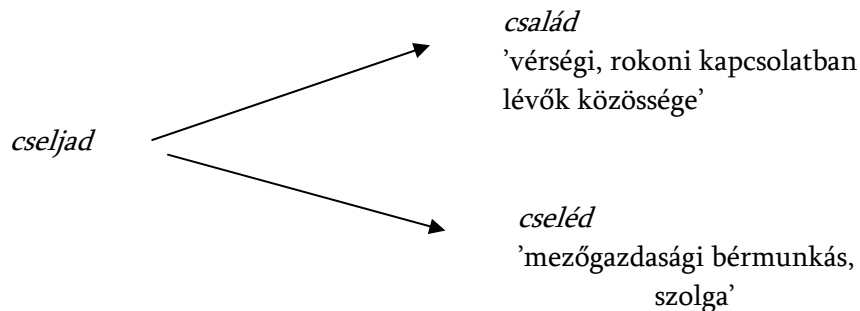 család
’vérségi, rokoni kapcsolatban
lévők közössége’
cseljad
cseléd
’mezőgazdasági bérmunkás,
szolga’